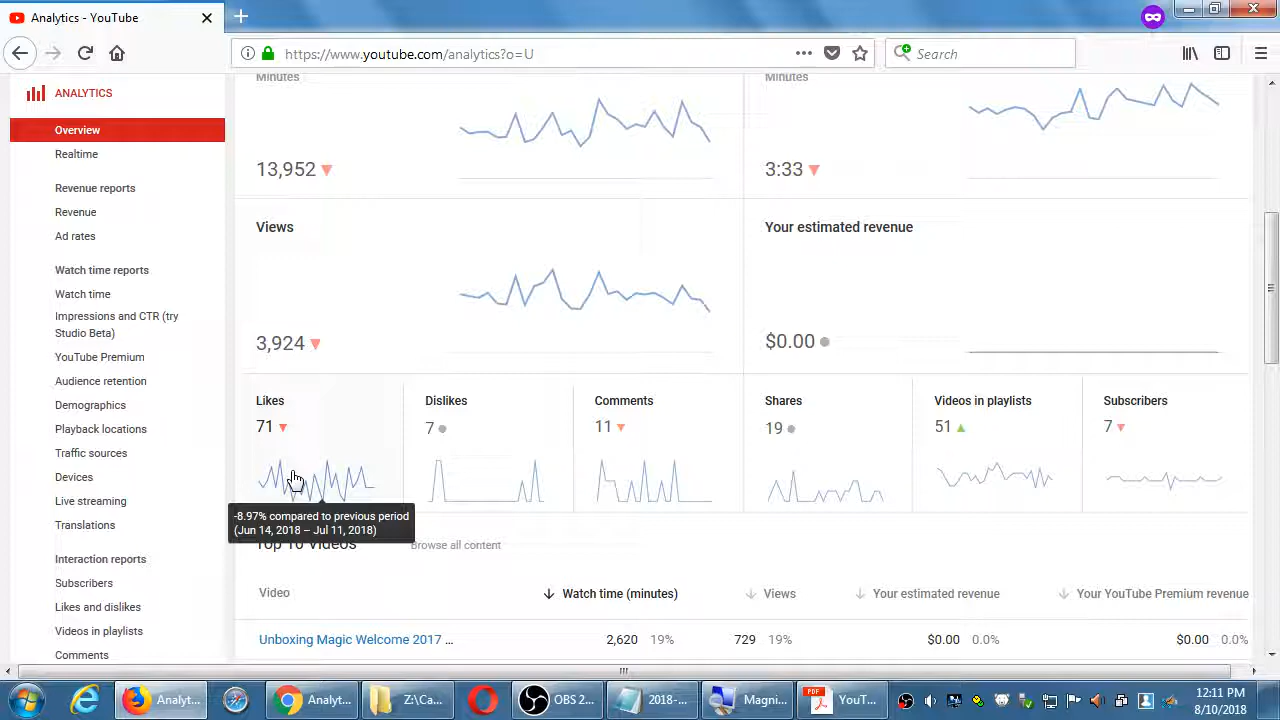 Analytics - YouTube
https://www.youtube.com/analytics?o=U
Search
ANALYTICS
Overview
Realtime
Revenue reports
Revenue
Ad rates
Watch time reports
Watch time
Impressions and CTR (try
Studio Beta)
YouTube Premium
Audience retention
Demographics
Playback locations
Traffic sources
Devices
Live streaming
Translations
Interaction reports
Subscribers
Likes and dislikes
Videos in playlists
Comments
Minutes
13,952
Minutes
3:33
Views
3,924
Your estimated revenue
$0.00
Likes
71
Dislikes
7
Comments
11
Shares
19
Videos in playlists
51
Subscribers
7
-8.97% compared to previous period
(Jun 14, 2018 – Jul 11, 2018)
Top 10 Videos
Browse all content
Video
Watch time (minutes)
Views
Your estimated revenue
Your YouTube Premium revenue
Unboxing Magic Welcome 2017 ...
2,620 19%
729 19%
$0.00 0.0%
$0.00 0.0%
Analyt...
Analyt...
Z:\Ca...
OBS 2...
2018-...
Magni...
PDF
YouT...
12:11 PM
8/10/2018